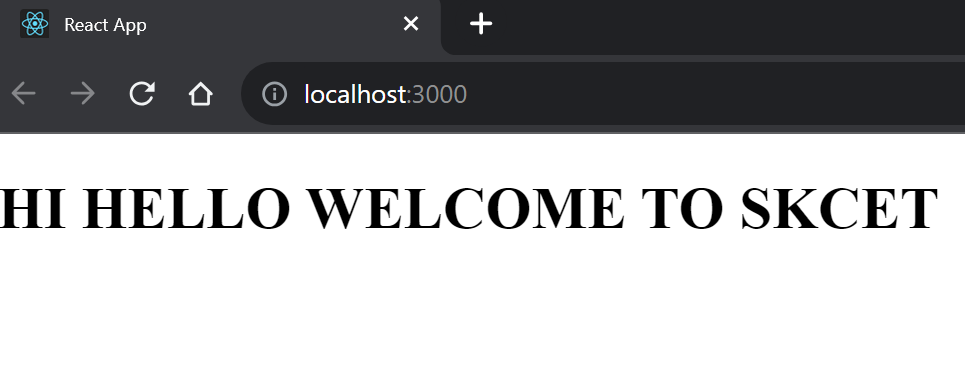 React App
localhost:3000
HI HELLO WELCOME TO SKCET